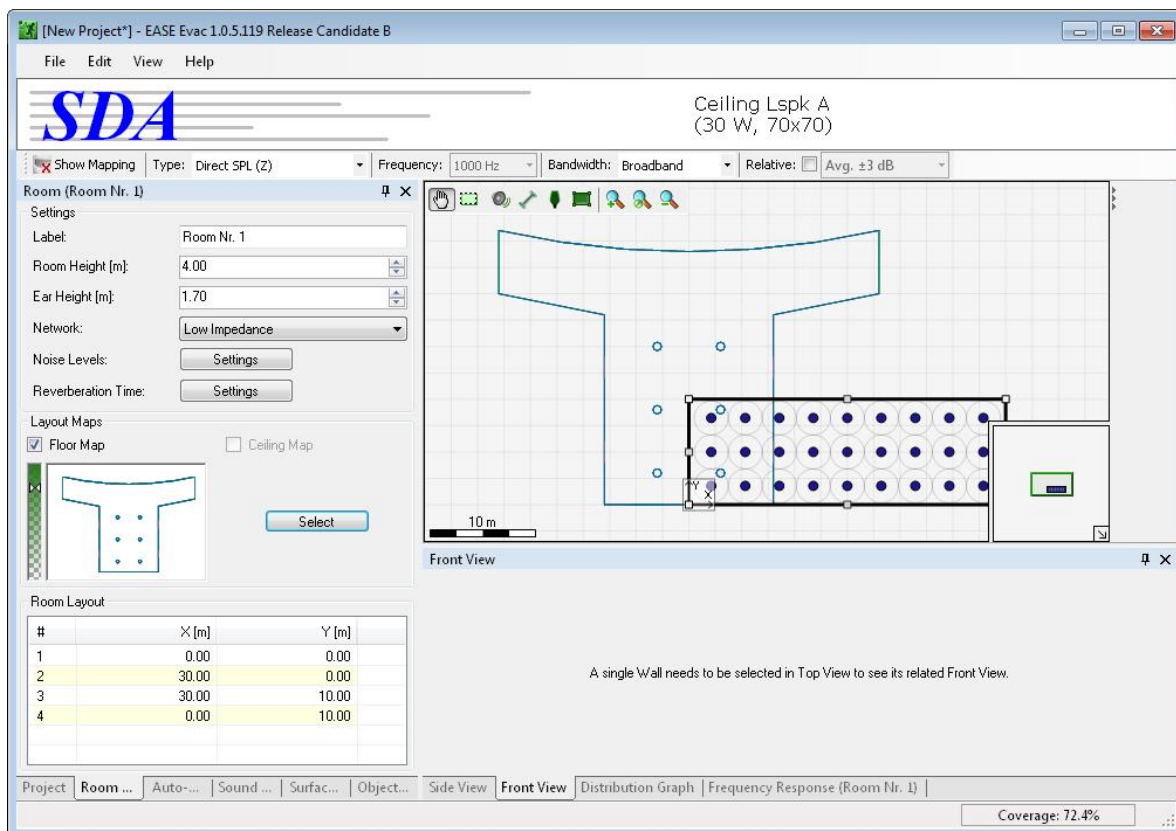 [New Project*] - EASE Evac 1.0.5.119 Release Candidate B
File Edit View Help
SDA
Ceiling Lspk A
(30 W, 70x70)
Show Mapping Type: Direct SPL (Z) Frequency: 1000 Hz Bandwidth: Broadband Relative: Avg. ±3 dB
Room (Room Nr. 1)
Settings
Label: Room Nr. 1
Room Height [m]: 4.00
Ear Height [m]: 1.70
Network: Low Impedance
Noise Levels: Settings
Reverberation Time: Settings
Layout Maps
Floor Map Ceiling Map
Select
Room Layout
# X [m] Y [m]
1 0.00 0.00
2 30.00 0.00
3 30.00 10.00
4 0.00 10.00
Project Room ... Auto-... Sound ... Surfac... Object...
Y
X
10 m
Front View
A single Wall needs to be selected in Top View to see its related Front View.
Side View Front View Distribution Graph Frequency Response (Room Nr. 1)
Coverage: 72.4%